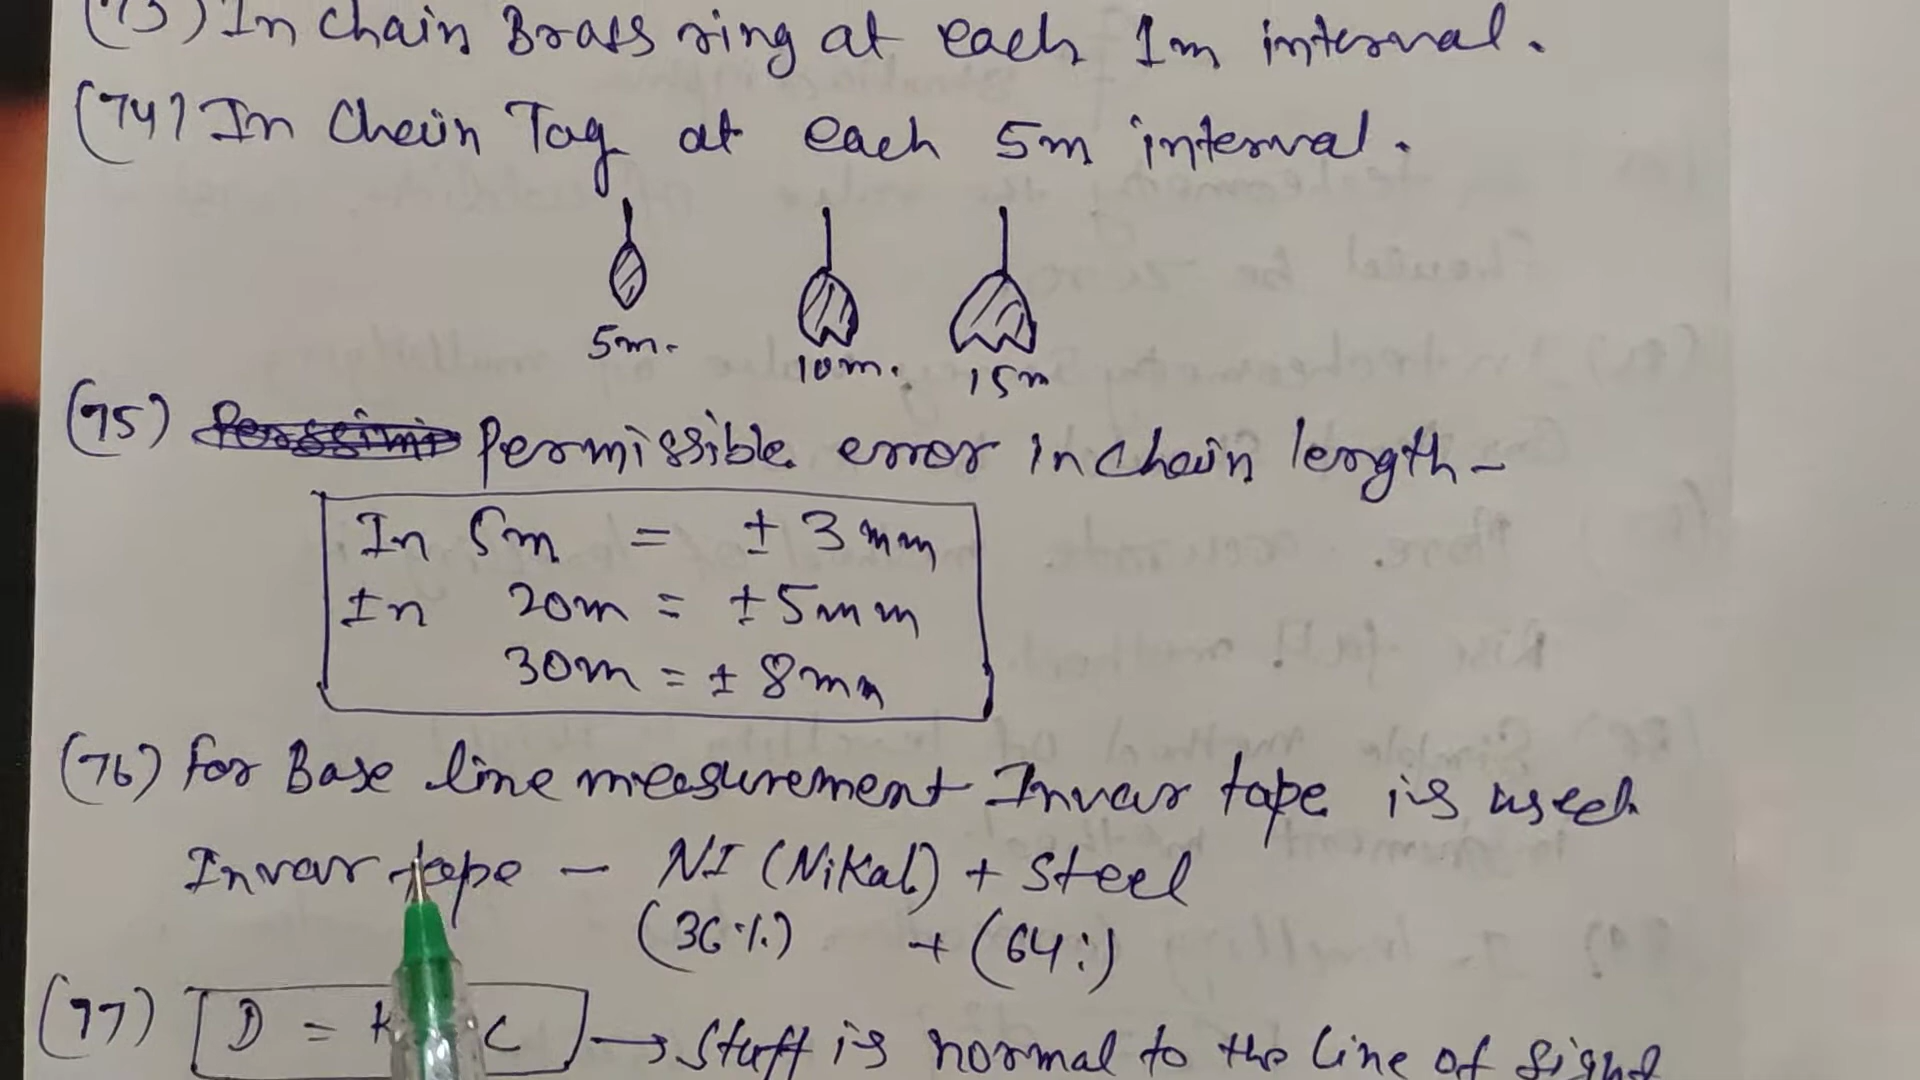 (73) In Chain Brass ring at each 1m interval.
(74) In Chain Tag at each 5m interval.
5m.
10m.
15m
(75) Permissible error in chain length -
In 5m = ± 3mm
In 20m = ±5mm
30m = ± 8mm
(76) For Base line measurement Invar tape is used
Invar tape - NI (Nikal) + Steel
(36%) + (64%)
(77) D = K C → Staff is normal to the line of sight